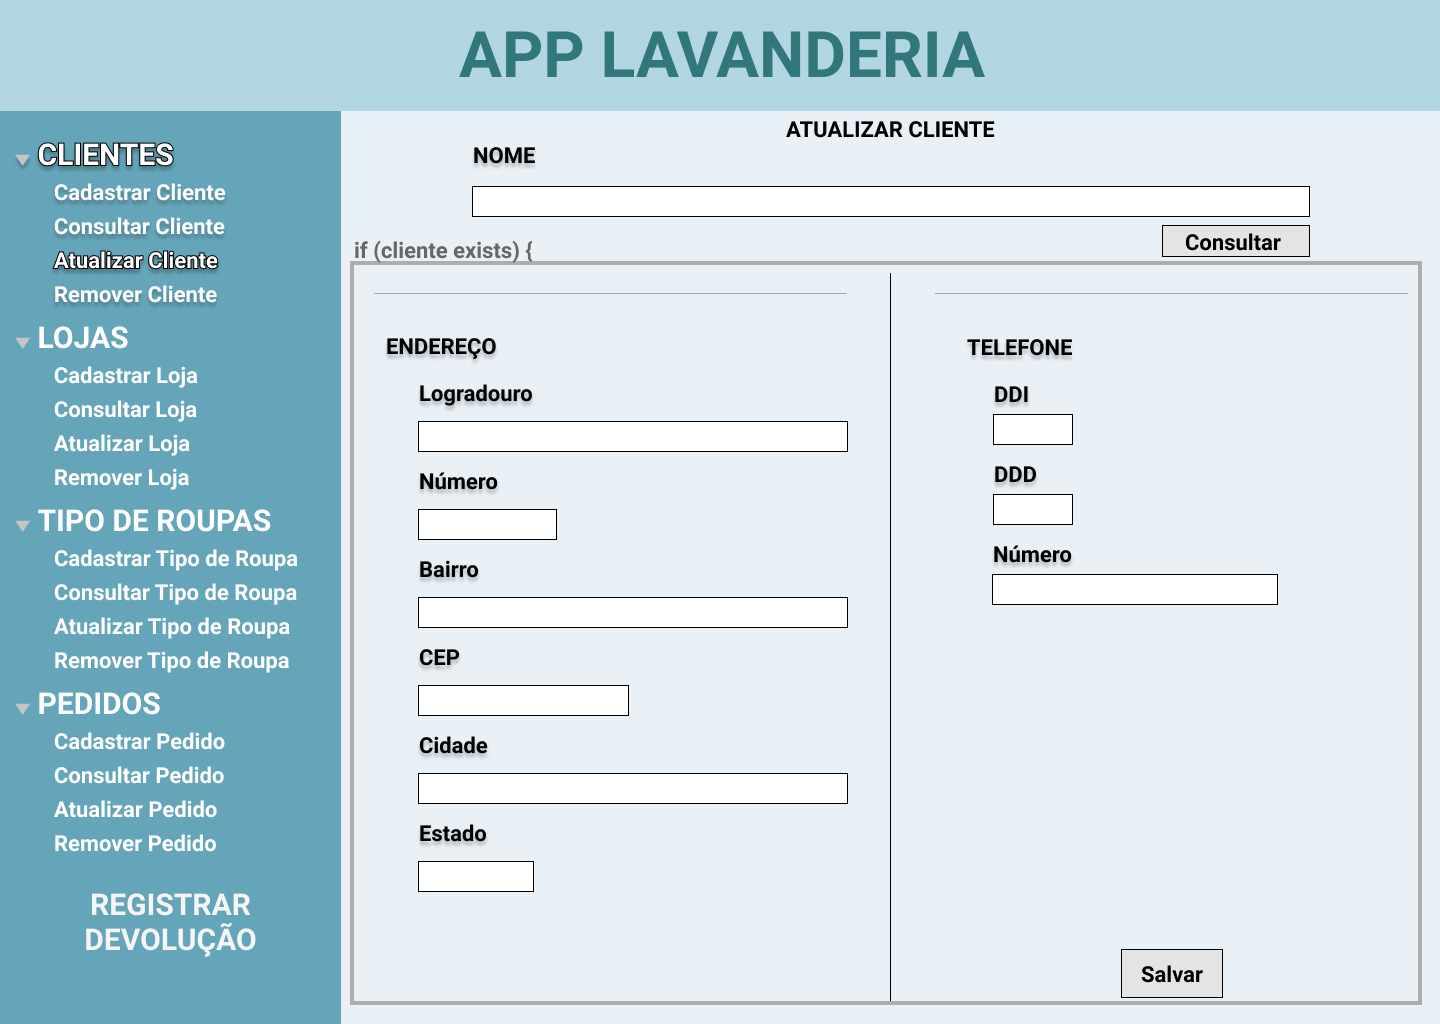 APP LAVANDERIA
CLIENTES
Cadastrar Cliente
Consultar Cliente
Atualizar Cliente
Remover Cliente
LOJAS
Cadastrar Loja
Consultar Loja
Atualizar Loja
Remover Loja
TIPO DE ROUPAS
Cadastrar Tipo de Roupa
Consultar Tipo de Roupa
Atualizar Tipo de Roupa
Remover Tipo de Roupa
PEDIDOS
Cadastrar Pedido
Consultar Pedido
Atualizar Pedido
Remover Pedido
REGISTRAR
DEVOLUÇÃO
ATUALIZAR CLIENTE
NOME
Consultar
if (cliente exists) {
ENDEREÇO
Logradouro
Número
Bairro
CEP
Cidade
Estado
TELEFONE
DDI
DDD
Número
Salvar